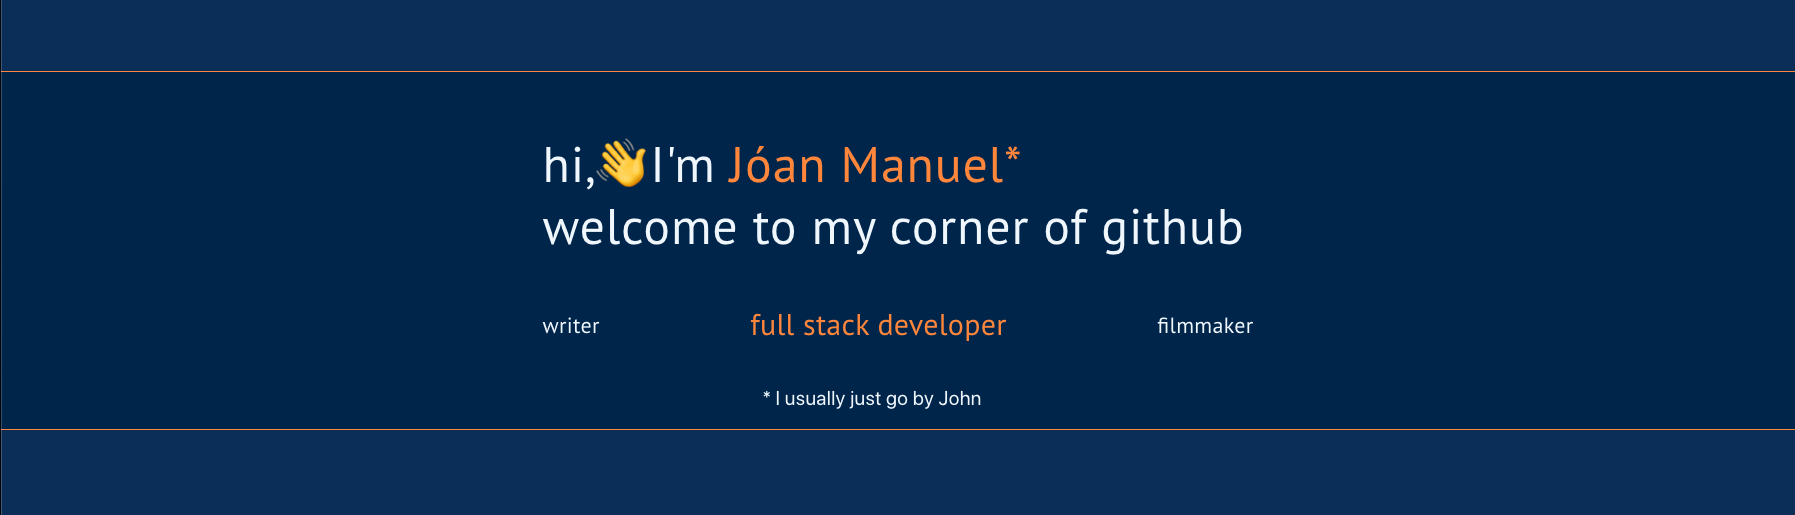 hi,👋I'm Jóan Manuel*
welcome to my corner of github
writer full stack developer filmmaker
* I usually just go by John